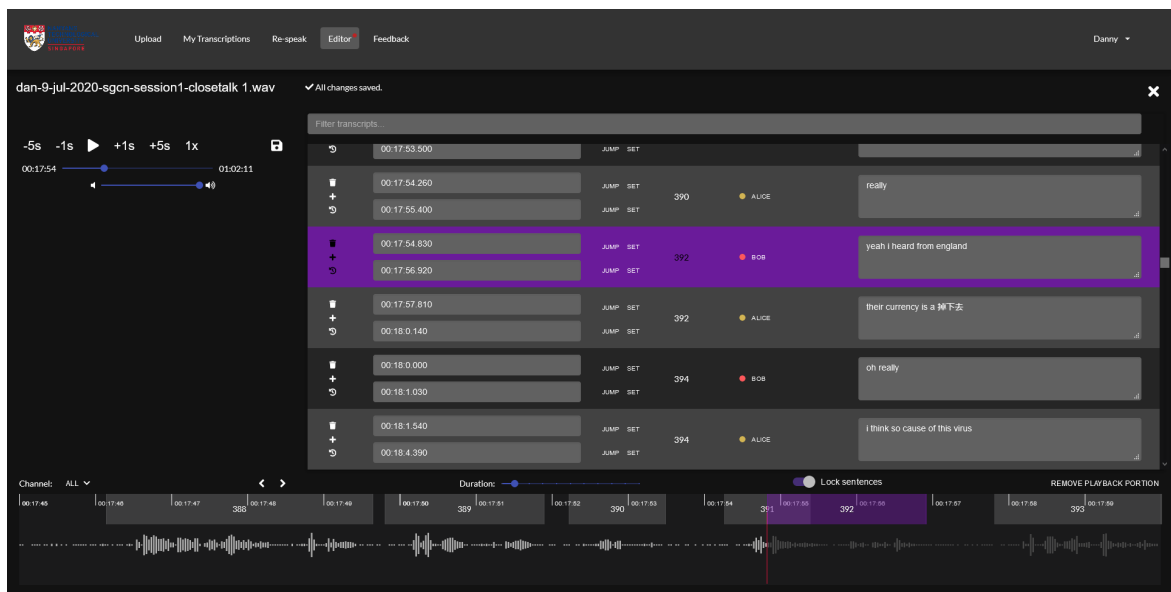 SINGAPORE
Upload My Transcriptions Re-speak Editor Feedback Danny
dan-9-jul-2020-sgcn-session1-closetalk 1.wav
All changes saved.
Filter transcripts...
-5s -1s +1s +5s 1x
00:17:54 01:02:11
00:17:53.500 JUMP SET
00:17:54.260 JUMP SET
390 ALICE really
00:17:55.400 JUMP SET
00:17:54.830 JUMP SET
392 BOB yeah i heard from england
00:17:56.920 JUMP SET
00:17:57.810 JUMP SET
392 ALICE their currency is a 掉下去
00:18:0.140 JUMP SET
00:18:0.000 JUMP SET
394 BOB oh really
00:18:1.030 JUMP SET
00:18:1.540 JUMP SET
394 ALICE i think so cause of this virus
00:18:4.390 JUMP SET
Channel: ALL Duration: Lock sentences REMOVE PLAYBACK PORTION
00:17:45 00:17:46 00:17:47 00:17:48 00:17:49 00:17:50 00:17:51 00:17:52 00:17:53 00:17:54 00:17:55 00:17:56 00:17:57 00:17:58 00:17:59
388 389 390 391 392 393